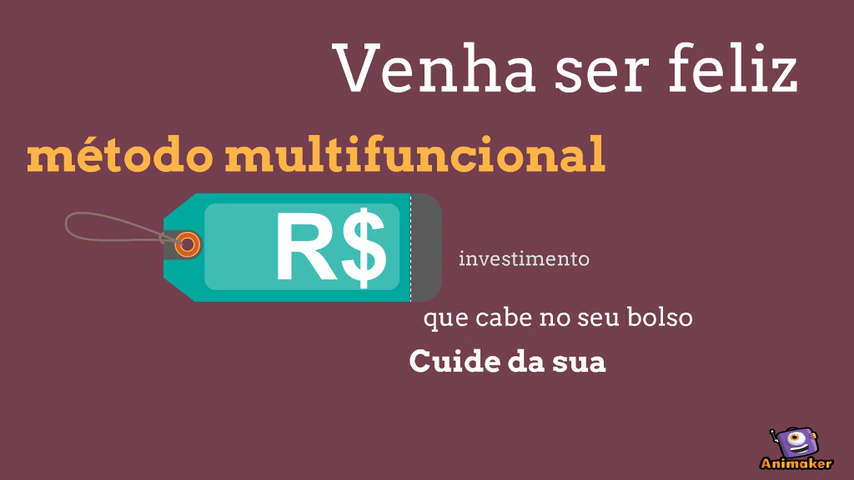 Venha ser feliz
método multifuncional
R$
investimento
que cabe no seu bolso
Cuide da sua
Animaker